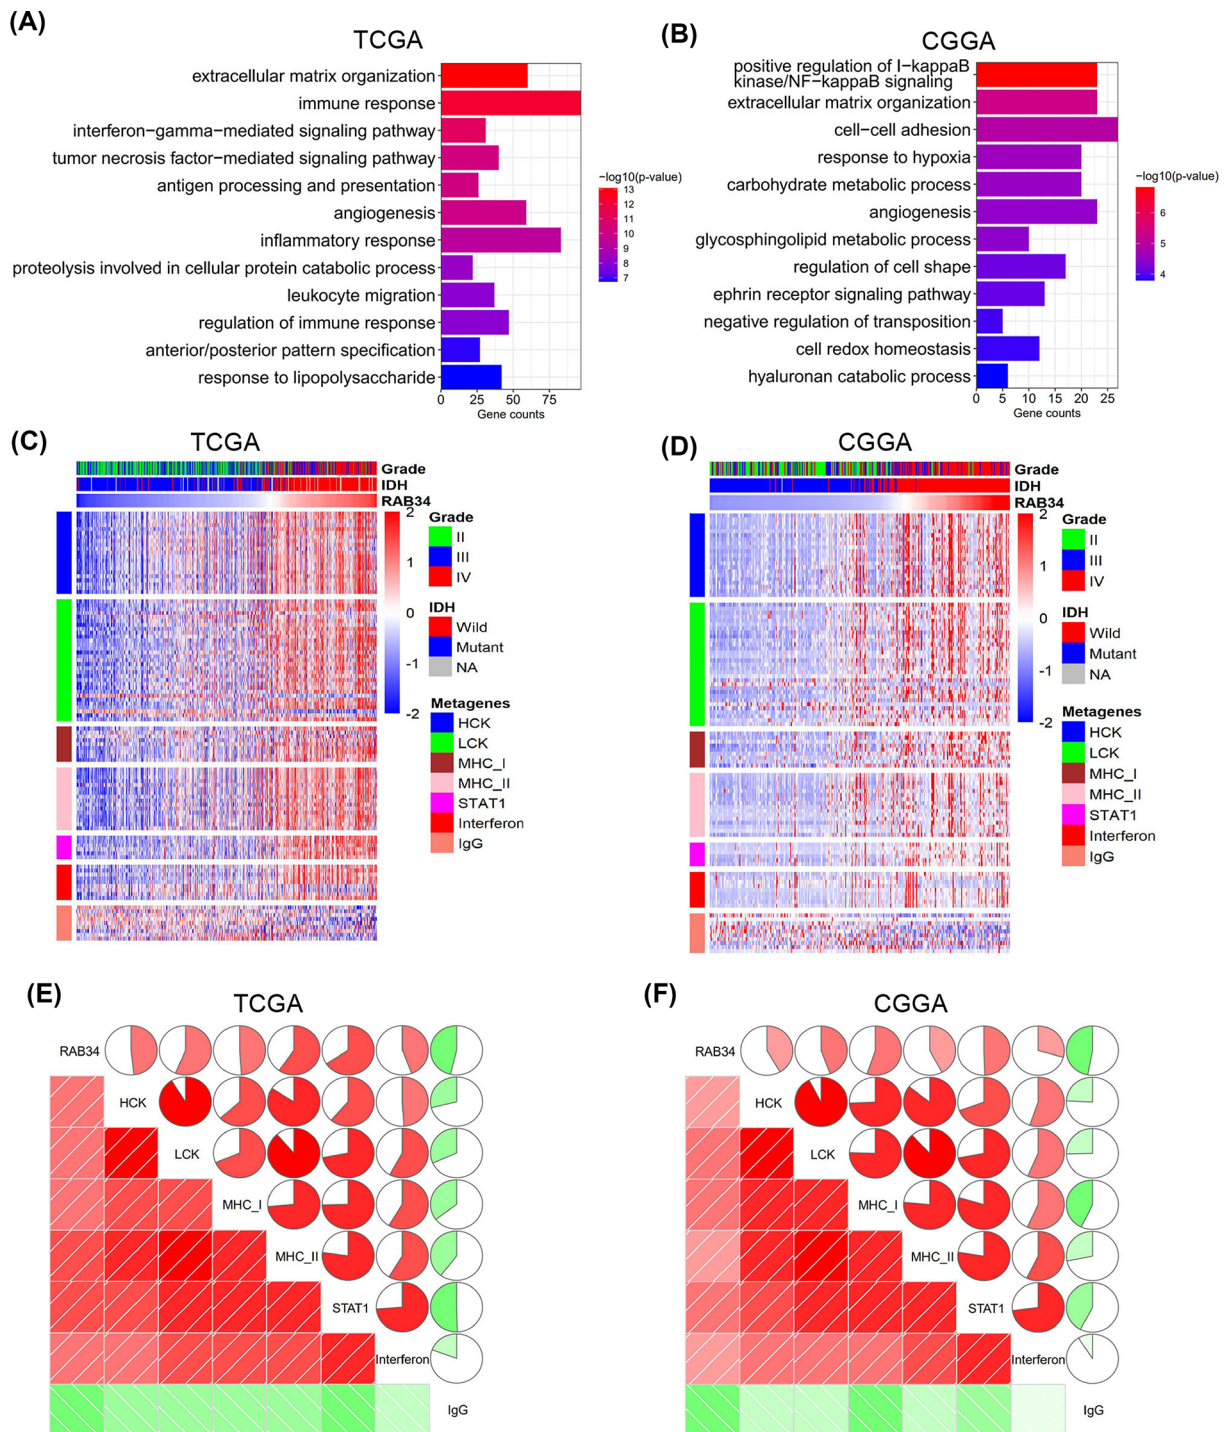 (A)
TCGA
extracellular matrix organization
immune response
interferon-gamma-mediated signaling pathway
tumor necrosis factor-mediated signaling pathway
antigen processing and presentation
angiogenesis
inflammatory response
proteolysis involved in cellular protein catabolic process
leukocyte migration
regulation of immune response
anterior/posterior pattern specification
response to lipopolysaccharide
0 25 50 75
Gene counts
−log10(p-value)
13
12
11
10
9
8
7
(B)
CGGA
positive regulation of I-kappaB
kinase/NF-kappaB signaling
extracellular matrix organization
cell-cell adhesion
response to hypoxia
carbohydrate metabolic process
angiogenesis
glycosphingolipid metabolic process
regulation of cell shape
ephrin receptor signaling pathway
negative regulation of transposition
cell redox homeostasis
hyaluronan catabolic process
0 5 10 15 20 25
Gene counts
−log10(p-value)
6
5
4
(C)
TCGA
Grade
IDH
RAB34
2
1
0
-1
-2
Grade
II
III
IV
IDH
Wild
Mutant
NA
Metagenes
HCK
LCK
MHC_I
MHC_II
STAT1
Interferon
IgG
(D)
CGGA
Grade
IDH
RAB34
2
1
0
-1
-2
Grade
II
III
IV
IDH
Wild
Mutant
NA
Metagenes
HCK
LCK
MHC_I
MHC_II
STAT1
Interferon
IgG
(E)
TCGA
RAB34
HCK
LCK
MHC_I
MHC_II
STAT1
Interferon
IgG
(F)
CGGA
RAB34
HCK
LCK
MHC_I
MHC_II
STAT1
Interferon
IgG